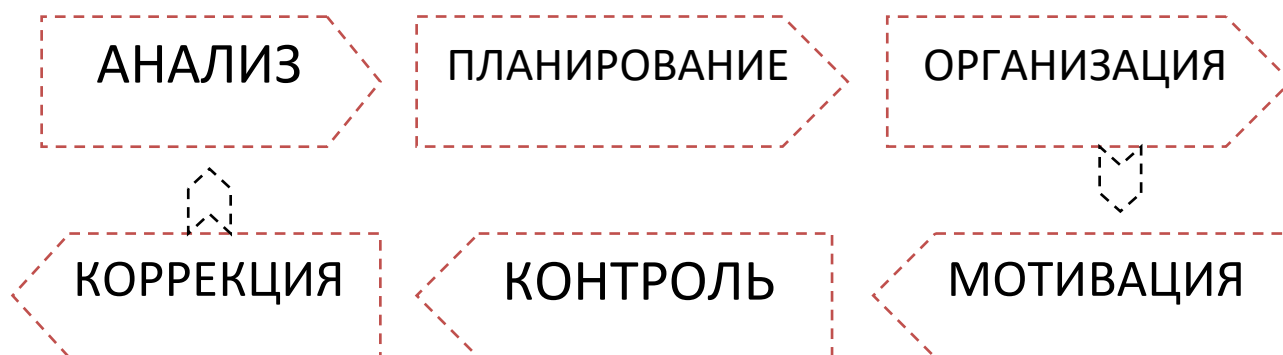 АНАЛИЗ
ПЛАНИРОВАНИЕ
ОРГАНИЗАЦИЯ
КОРРЕКЦИЯ
КОНТРОЛЬ
МОТИВАЦИЯ